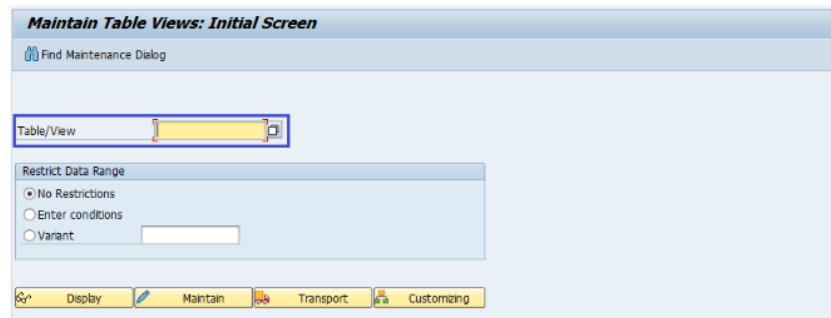 Maintain Table Views: Initial Screen
Find Maintenance Dialog
Table/View
Restrict Data Range
No Restrictions
Enter conditions
Variant
Display Maintain Transport Customizing